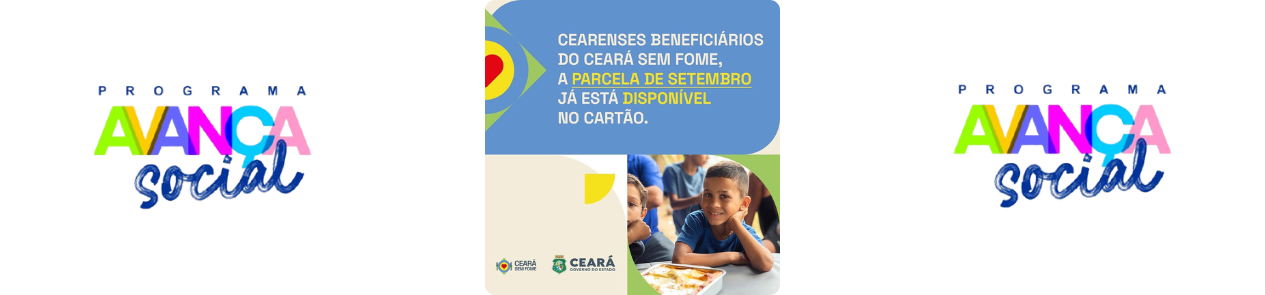 PROGRAMA
AVANÇA
social
CEARENSES BENEFICIÁRIOS
DO CEARÁ SEM FOME,
A PARCELA DE SETEMBRO
JÁ ESTÁ DISPONÍVEL
NO CARTÃO.
CEARÁ
SEM FOME
CEARÁ
GOVERNO DO ESTADO
PROGRAMA
AVANÇA
social